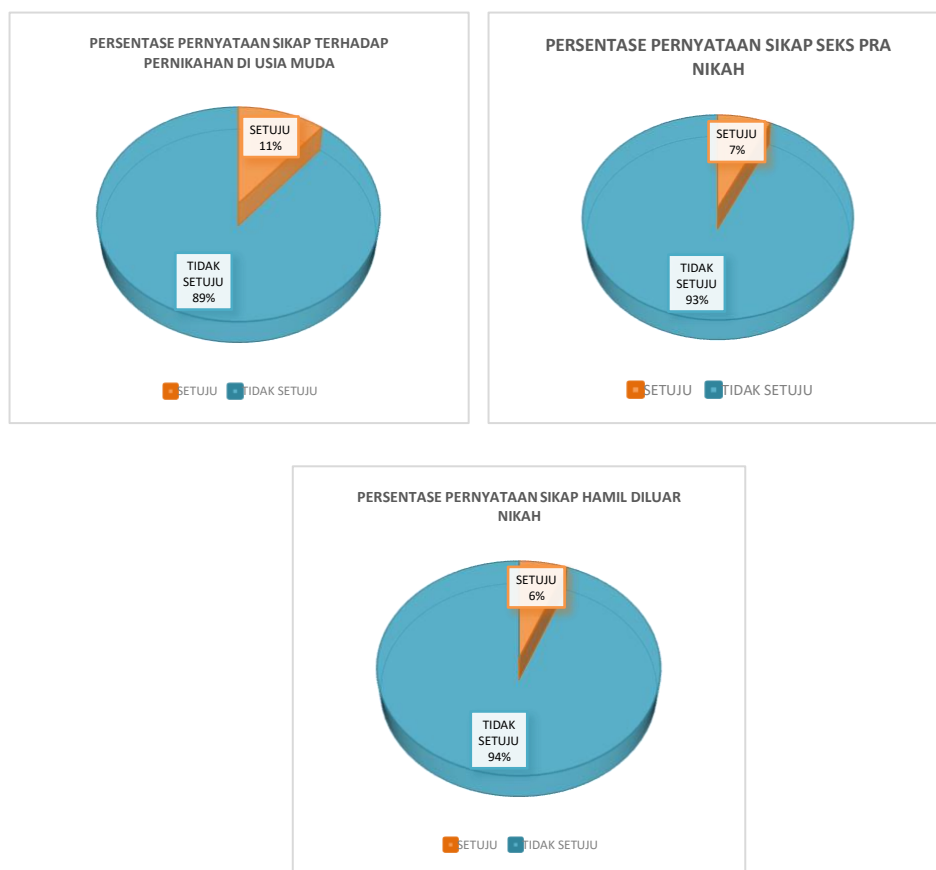 PERSENTASE PERNYATAAN SIKAP TERHADAP
PERNIKAHAN DI USIA MUDA
SETUJU
11%
TIDAK
SETUJU
89%
SETUJU TIDAK SETUJU
PERSENTASE PERNYATAAN SIKAP SEKS PRA
NIKAH
SETUJU
7%
TIDAK
SETUJU
93%
SETUJU TIDAK SETUJU
PERSENTASE PERNYATAAN SIKAP HAMIL DILUAR
NIKAH
SETUJU
6%
TIDAK
SETUJU
94%
SETUJU TIDAK SETUJU